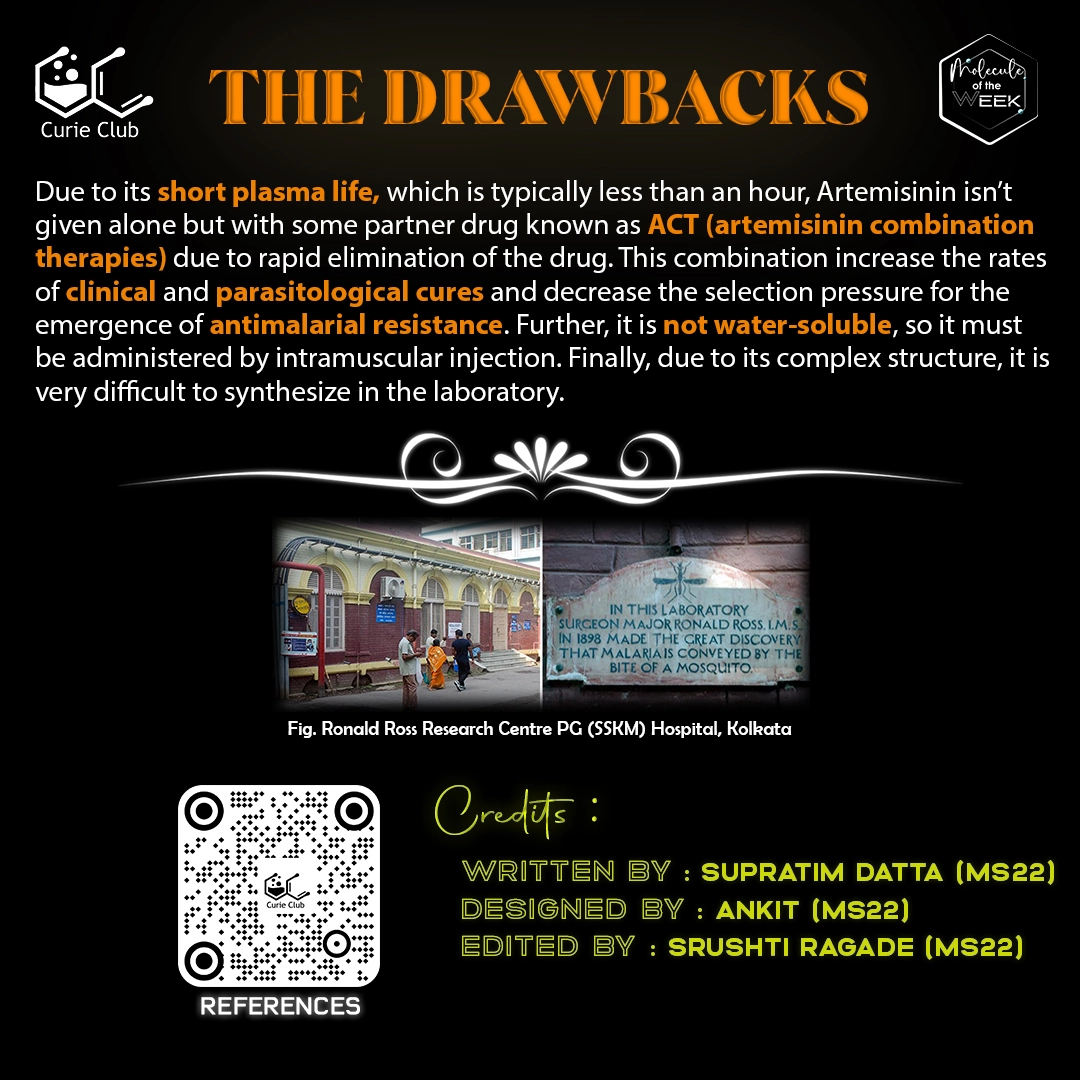 Curie Club
THE DRAWBACKS
Molecule
of the
WEEK
Due to its short plasma life, which is typically less than an hour, Artemisinin isn't
given alone but with some partner drug known as ACT (artemisinin combination
therapies) due to rapid elimination of the drug. This combination increase the rates
of clinical and parasitological cures and decrease the selection pressure for the
emergence of antimalarial resistance. Further, it is not water-soluble, so it must
be administered by intramuscular injection. Finally, due to its complex structure, it is
very difficult to synthesize in the laboratory.
IN THIS LABORATORY
SURGEON MAJOR RONALD ROSS. I.M.S.
IN 1898 MADE THE GREAT DISCOVERY
THAT MALARIA IS CONVEYED BY THE
BITE OF A MOSQUITO.
Fig. Ronald Ross Research Centre PG (SSKM) Hospital, Kolkata
Curie Club
REFERENCES
Credits :
WRITTEN BY : SUPRATIM DATTA (MS22)
DESIGNED BY : ANKIT (MS22)
EDITED BY : SRUSHTI RAGADE (MS22)